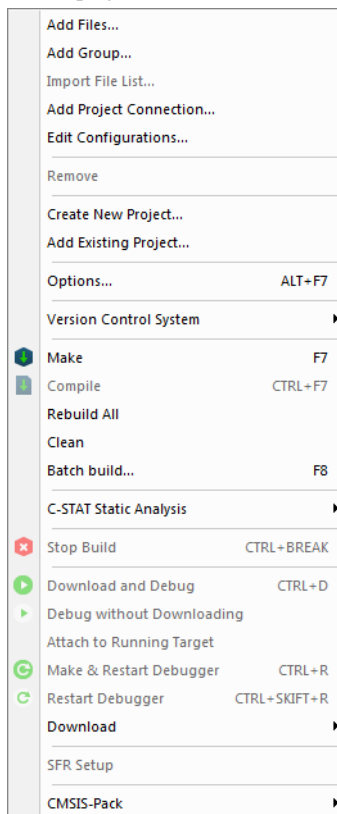 Add Files...
Add Group...
Import File List...
Add Project Connection...
Edit Configurations...
Remove
Create New Project...
Add Existing Project...
Options... ALT+F7
Version Control System
Make F7
Compile CTRL+F7
Rebuild All
Clean
Batch build... F8
C-STAT Static Analysis
Stop Build CTRL+BREAK
Download and Debug CTRL+D
Debug without Downloading
Attach to Running Target
Make & Restart Debugger CTRL+R
Restart Debugger CTRL+SKIFT+R
Download
SFR Setup
CMSIS-Pack